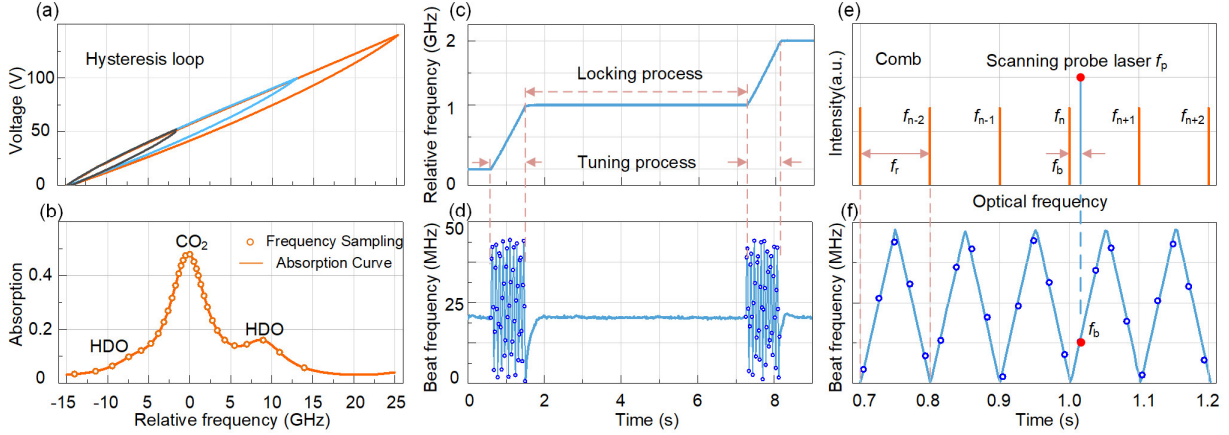 (a)
150
100
50
0
Voltage (V)
Hysteresis loop
(b)
0.4
0.2
0
Absorption
CO2
HDO
HDO
Frequency Sampling
Absorption Curve
-15
-10
-5
0
5
10
15
20
25
Relative frequency (GHz)
(c)
2
1
0
Relative frequency (GHz)
Locking process
Tuning process
(d)
50
25
0
Beat frequency (MHz)
0
2
4
6
8
Time (s)
(e)
Intensity(a.u.)
Comb
Scanning probe laser fp
fn-2
fn-1
fn
fn+1
fn+2
fr
fb
Optical frequency
(f)
Beat frequency (MHz)
fb
0.7
0.8
0.9
1.0
1.1
1.2
Time (s)